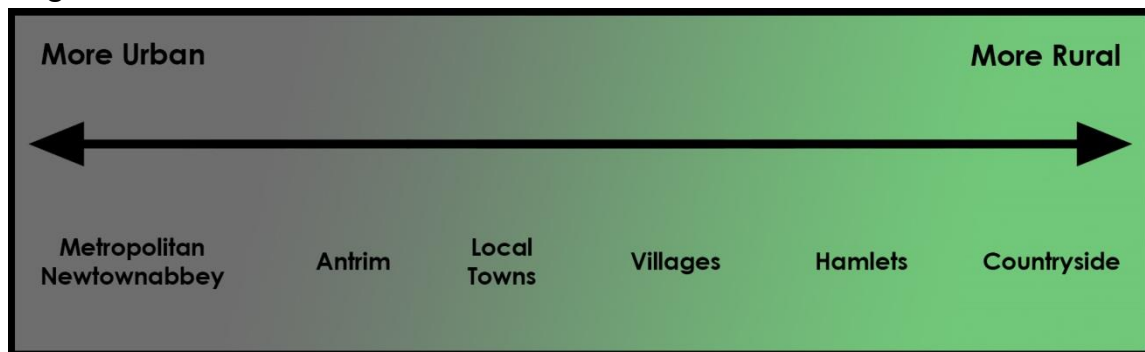 More Urban
More Rural
Metropolitan
Newtownabbey
Antrim
Local
Towns
Villages
Hamlets
Countryside